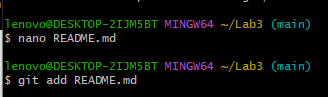 lenovo@DESKTOP-2IJM5BT MINGW64 ~/Lab3 (main)
$ nano README.md
lenovo@DESKTOP-2IJM5BT MINGW64 ~/Lab3 (main)
$ git add README.md